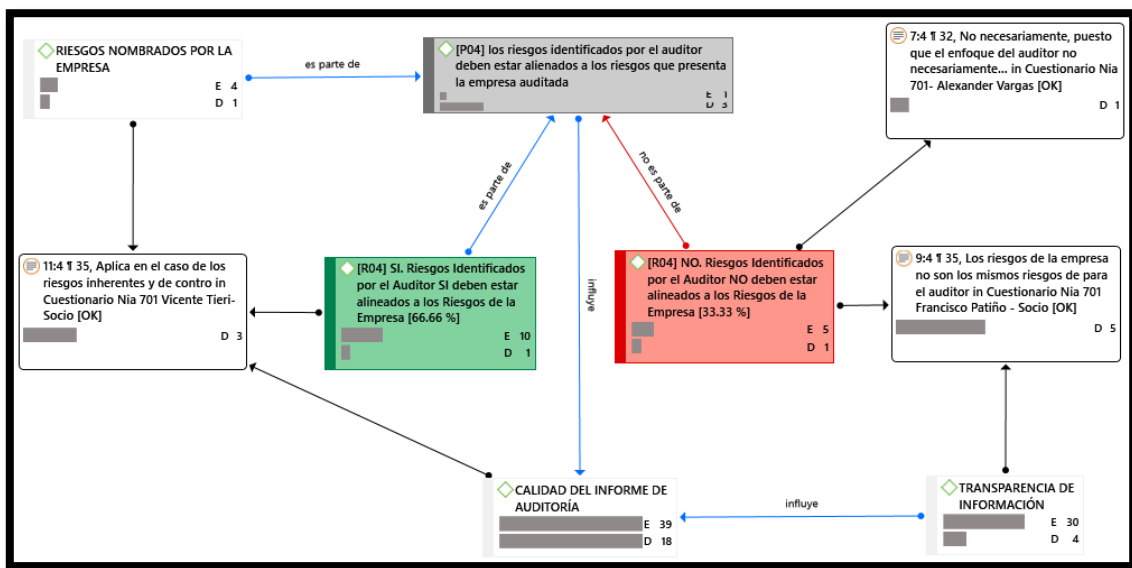 RIESGOS NOMBRADOS POR LA
EMPRESA
E 4
D 1
es parte de
[P04] los riesgos identificados por el auditor
deben estar alienados a los riesgos que presenta
la empresa auditada
E 1
D 3
7:4 ¶ 32, No necesariamente, puesto
que el enfoque del auditor no
necesariamente... in Cuestionario Nia
701- Alexander Vargas [OK]
D 1
es parte de
no es parte de
influye
11:4 ¶ 35, Aplica en el caso de los
riesgos inherentes y de contro in
Cuestionario Nia 701 Vicente Tieri-
Socio [OK]
D 3
[R04] SI. Riesgos Identificados
por el Auditor SI deben estar
alineados a los Riesgos de la
Empresa [66.66 %]
E 10
D 1
[R04] NO. Riesgos Identificados
por el Auditor NO deben estar
alineados a los Riesgos de la
Empresa [33.33 %]
E 5
D 1
9:4 ¶ 35, Los riesgos de la empresa
no son los mismos riesgos de para
el auditor in Cuestionario Nia 701
Francisco Patiño - Socio [OK]
D 5
CALIDAD DEL INFORME DE
AUDITORÍA
E 39
D 18
influye
TRANSPARENCIA DE
INFORMACIÓN
E 30
D 4